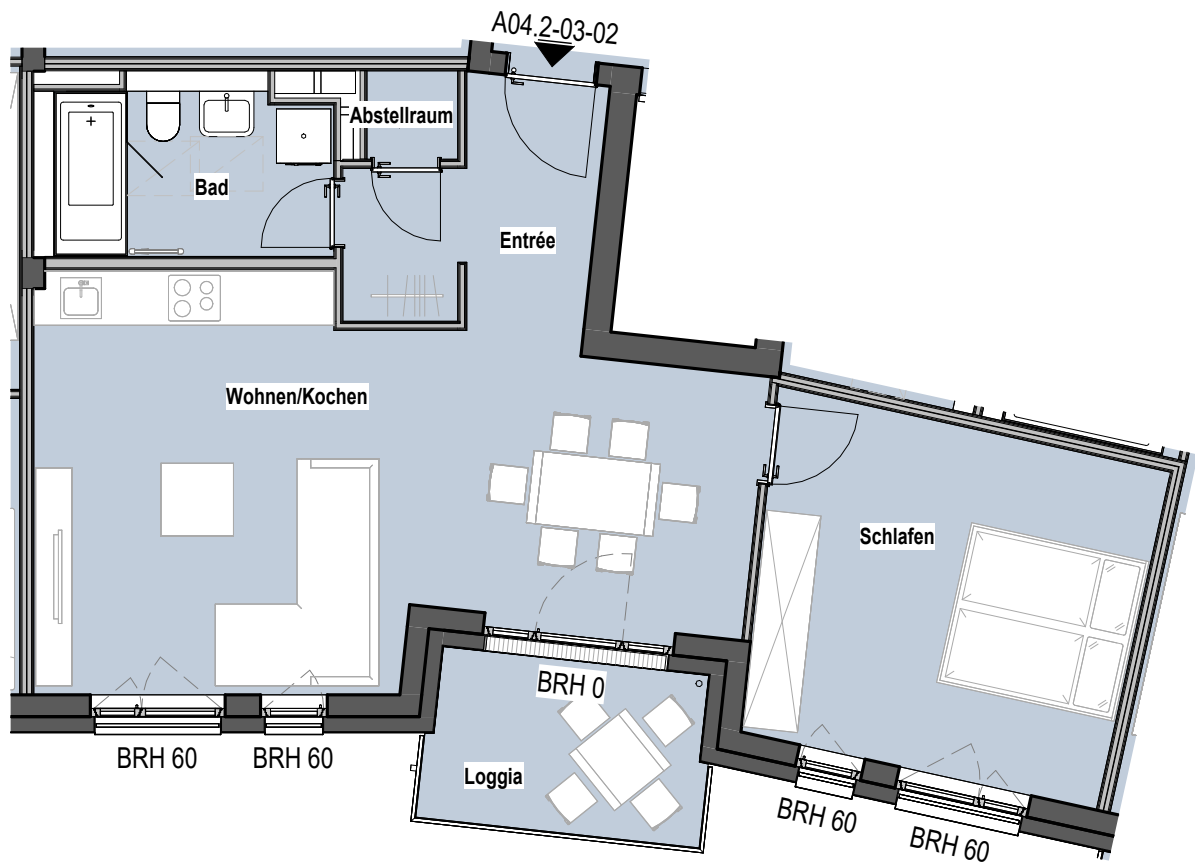 A04.2-03-02
Abstellraum
Bad
Entrée
Wohnen/Kochen
Schlafen
BRH 0
Loggia
BRH 60
BRH 60
BRH 60
BRH 60